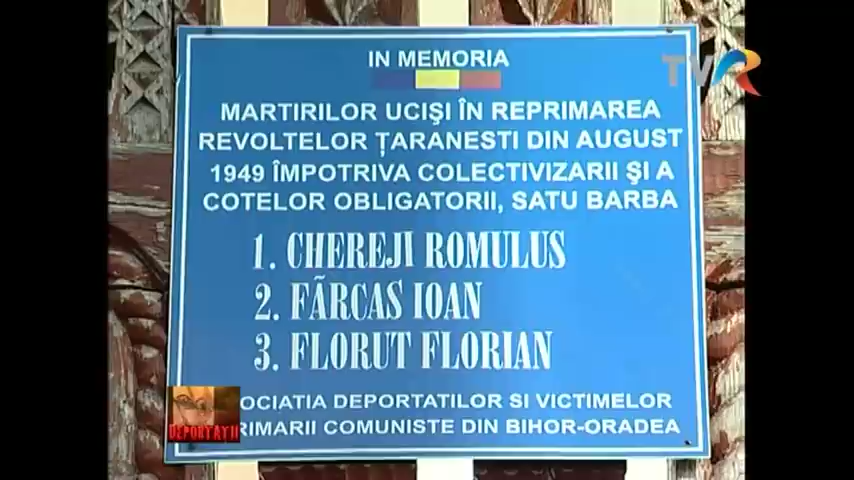 IN MEMORIA
MARTIRILOR UCIŞI ÎN REPRIMAREA
REVOLTELOR ŢARANESTI DIN AUGUST
1949 ÎMPOTRIVA COLECTIVIZARII ŞI A
COTELOR OBLIGATORII, SATU BARBA
1. CHEREJI ROMULUS
2. FÃRCAS IOAN
3. FLORUT FLORIAN
OCIATIA DEPORTATILOR SI VICTIMELOR
RIMARII COMUNISTE DIN BIHOR-ORADEA
TVR
DEPORTAŢII